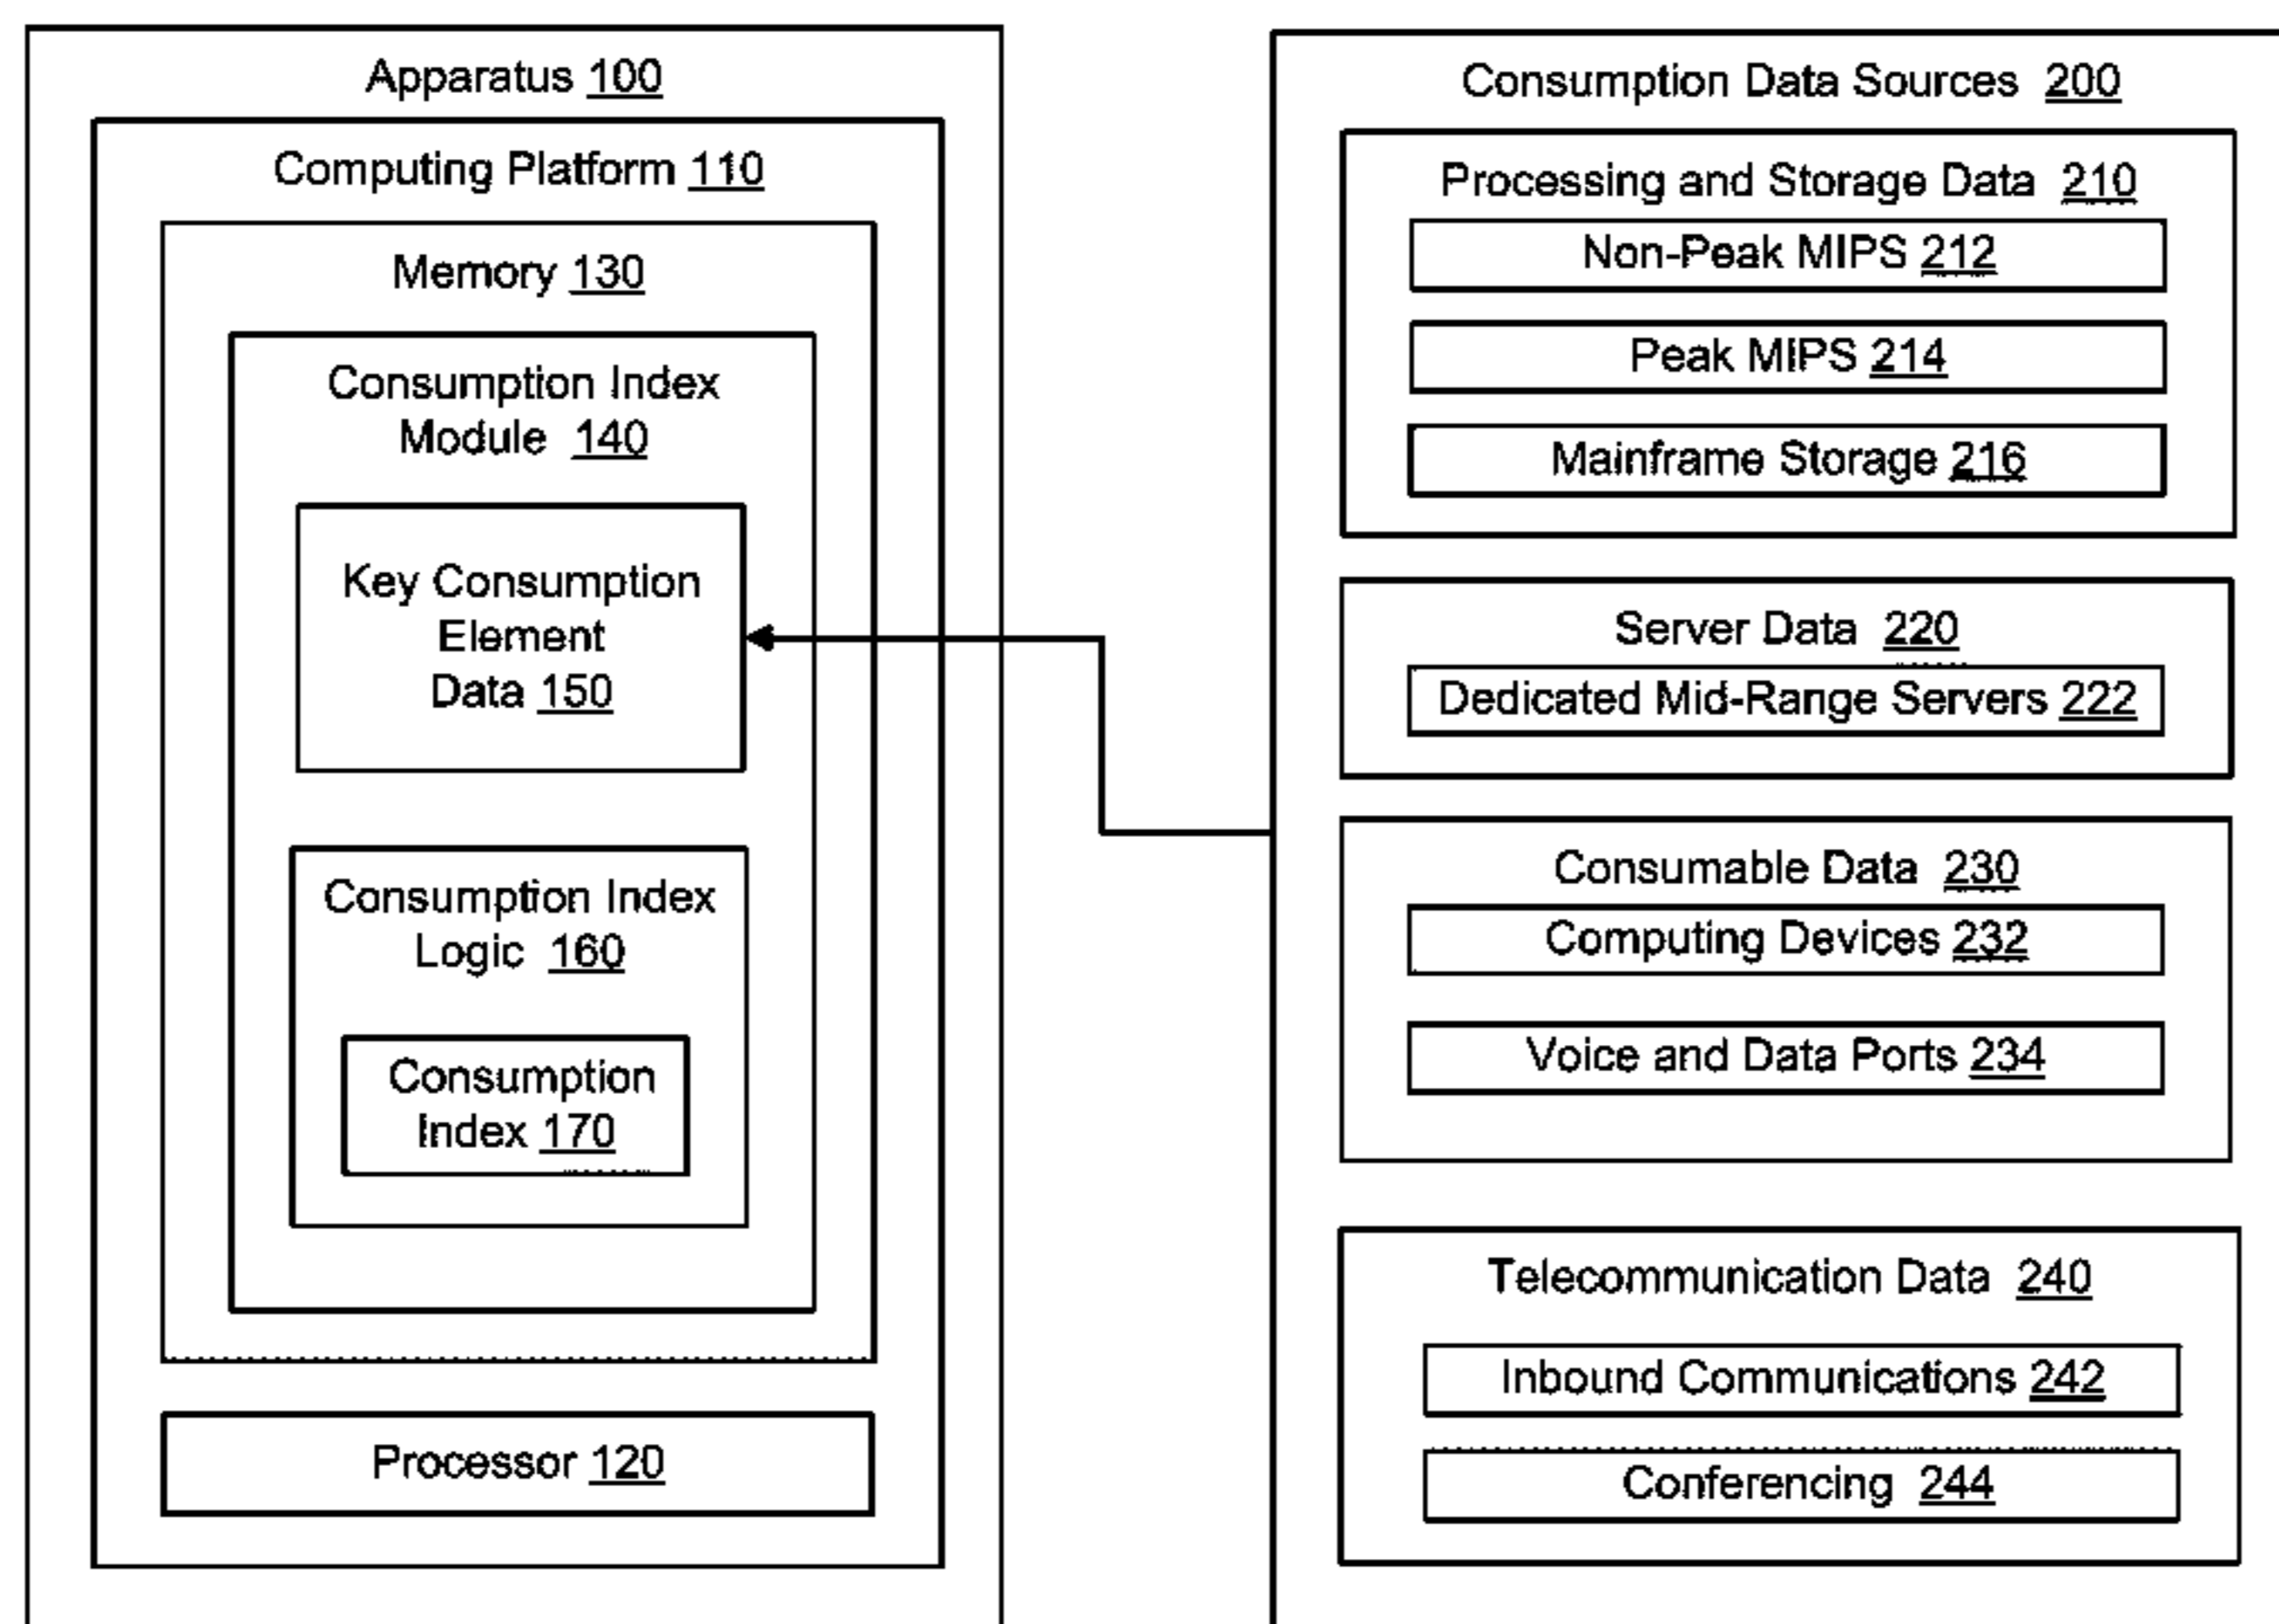 Apparatus 100
Computing Platform 110
Memory 130
Consumption Index
Module 140
Key Consumption
Element
Data 150
Consumption Index
Logic 160
Consumption
Index 170
Processor 120
Consumption Data Sources 200
Processing and Storage Data 210
Non-Peak MIPS 212
Peak MIPS 214
Mainframe Storage 216
Server Data 220
Dedicated Mid-Range Servers 222
Consumable Data 230
Computing Devices 232
Voice and Data Ports 234
Telecommunication Data 240
Inbound Communications 242
Conferencing 244